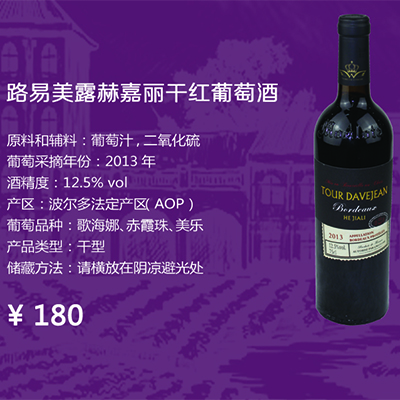 路易美露赫嘉丽干红葡萄酒
原料和辅料：葡萄汁，二氧化硫
葡萄采摘年份：2013 年
酒精度：12.5% vol
产区：波尔多法定产区( AOP )
葡萄品种：歌海娜、赤霞珠、美乐
产品类型：干型
储藏方法：请横放在阴凉避光处
¥ 180
TOUR DAVEJEAN
Bordeaux
HE JIALI
2013